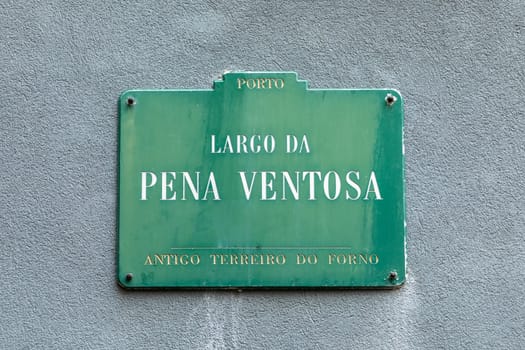 PORTO
LARGO DA
PENA VENTOSA
ANTIGO TERREIRO DO FORNO